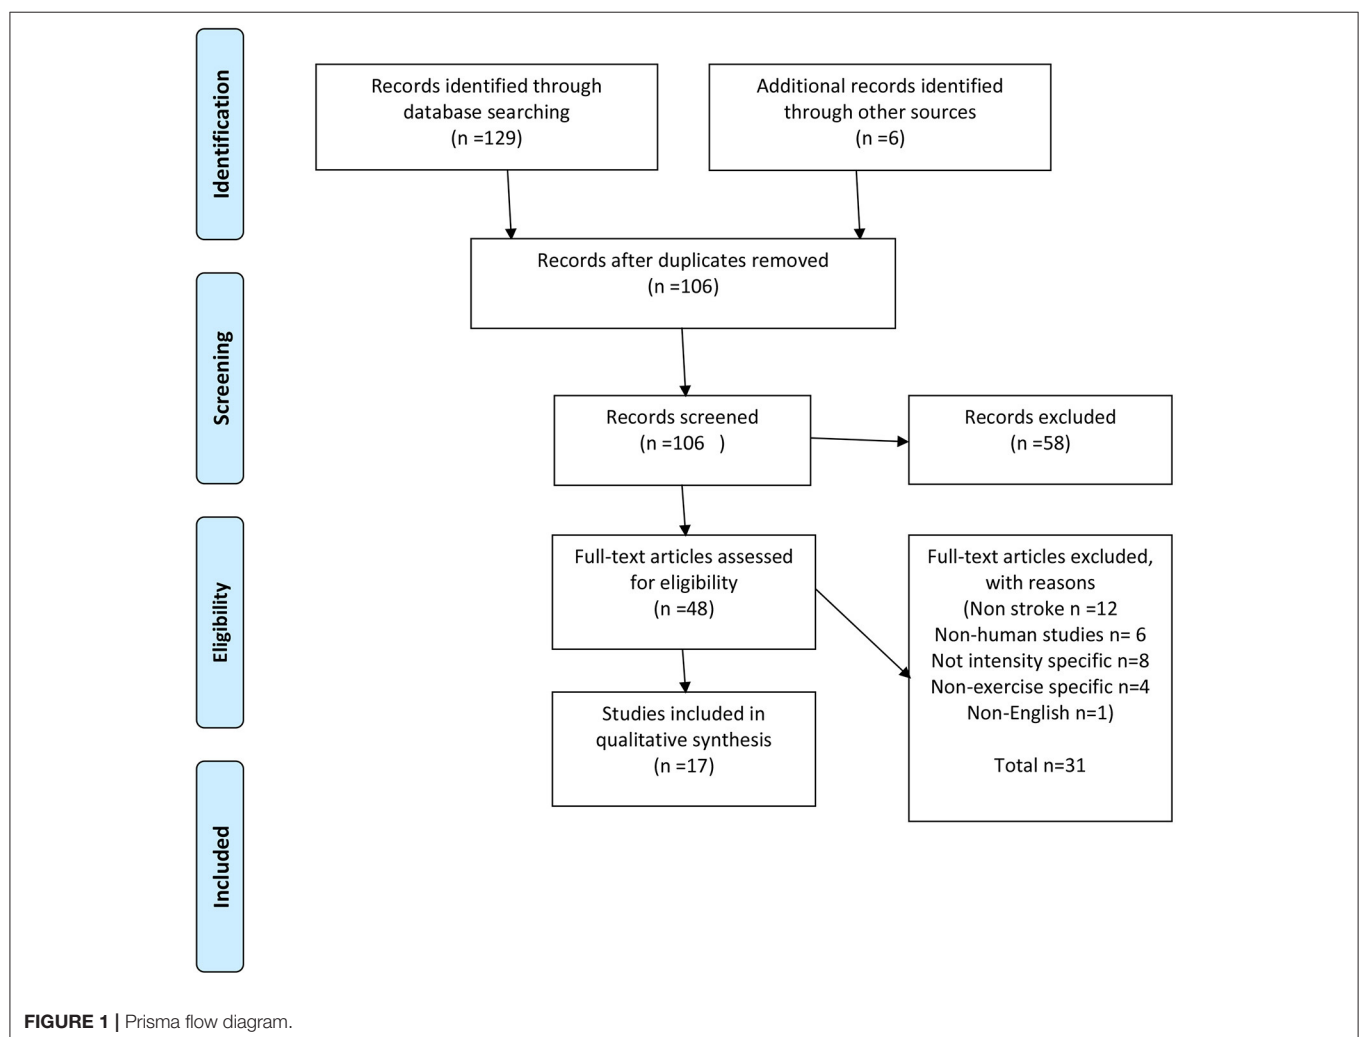 Identification
Records identified through
database searching
(n =129)
Additional records identified
through other sources
(n =6)
Records after duplicates removed
(n =106)
Screening
Records screened
(n =106   )
Records excluded
(n =58)
Eligibility
Full-text articles assessed
for eligibility
(n =48)
Full-text articles excluded,
with reasons
(Non stroke n =12
Non-human studies n= 6
Not intensity specific n=8
Non-exercise specific n=4
Non-English n=1)
Total n=31
Studies included in
qualitative synthesis
(n =17)
Included
FIGURE 1 | Prisma flow diagram.